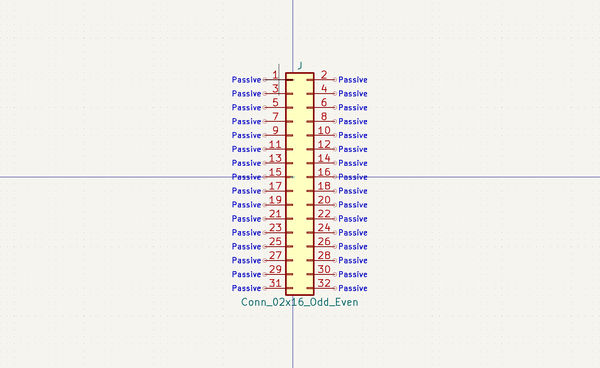 J
Passive 1 2 Passive
Passive 3 4 Passive
Passive 5 6 Passive
Passive 7 8 Passive
Passive 9 10 Passive
Passive 11 12 Passive
Passive 13 14 Passive
Passive 15 16 Passive
Passive 17 18 Passive
Passive 19 20 Passive
Passive 21 22 Passive
Passive 23 24 Passive
Passive 25 26 Passive
Passive 27 28 Passive
Passive 29 30 Passive
Passive 31 32 Passive
Conn_02x16_Odd_Even